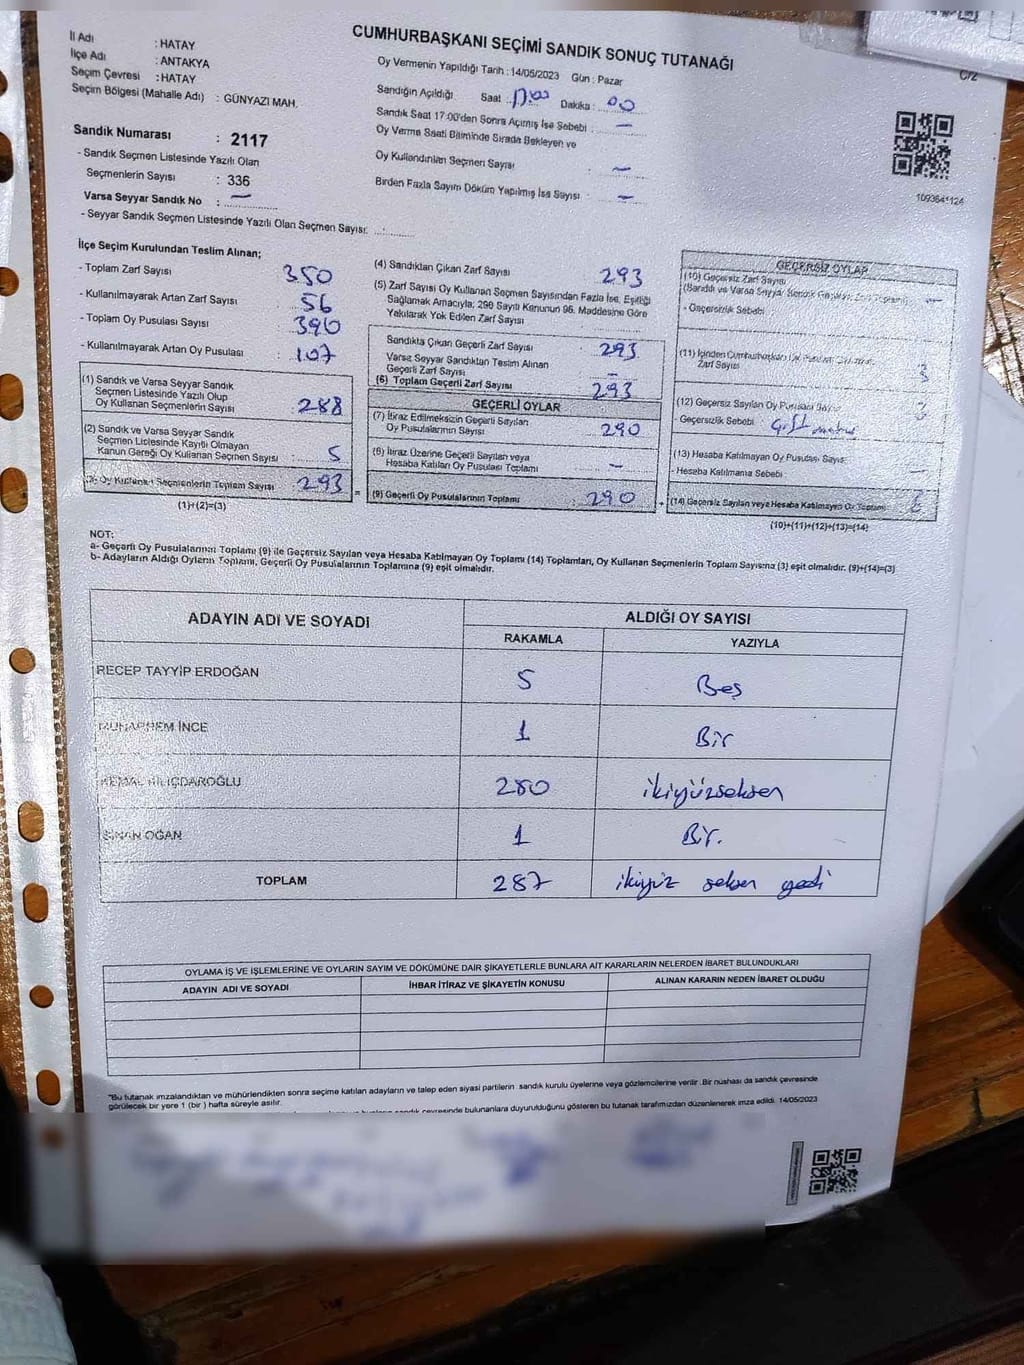 CUMHURBAŞKANI SEÇİMİ SANDIK SONUÇ TUTANAĞI
C/2
İl Adı : HATAY
İlçe Adı : ANTAKYA
Seçim Çevresi : HATAY
Seçim Bölgesi (Mahalle Adı) : GÜNYAZI MAH.
Oy Vermenin Yapıldığı Tarih : 14/05/2023 Gün : Pazar
Sandığın Açıldığı Saat : 17:00 Dakika : 00
Sandık Saat 17:00'den Sonra Açılmış İse Sebebi : —
Oy Verme Saati Bitiminde Sırada Bekleyen ve
Oy Kullandırılan Seçmen Sayısı : —
Birden Fazla Sayım Döküm Yapılmış İse Sayısı : —
1093641124
Sandık Numarası : 2117
- Sandık Seçmen Listesinde Yazılı Olan
Seçmenlerin Sayısı : 336
Varsa Seyyar Sandık No : —
- Seyyar Sandık Seçmen Listesinde Yazılı Olan Seçmen Sayısı:
İlçe Seçim Kurulundan Teslim Alınan;
- Toplam Zarf Sayısı 350
- Kullanılmayarak Artan Zarf Sayısı : 56
- Toplam Oy Pusulası Sayısı : 390
- Kullanılmayarak Artan Oy Pusulası : 107
(1) Sandık ve Varsa Seyyar Sandık
Seçmen Listesinde Yazılı Olup
Oy Kullanan Seçmenlerin Sayısı : 288
(2) Sandık ve Varsa Seyyar Sandık
Seçmen Listesinde Kayıtlı Olmayan
Kanun Gereği Oy Kullanan Seçmen Sayısı : 5
(3) Oy Kullanan Seçmenlerin Toplam Sayısı : 293
(1)+(2)=(3)
(4) Sandıktan Çıkan Zarf Sayısı 293
(5) Zarf Sayısı Oy Kullanan Seçmen Sayısından Fazla İse, Eşitliği
Sağlamak Amacıyla; 298 Sayılı Kanunun 98. Maddesine Göre
Yakılarak Yok Edilen Zarf Sayısı :
Sandıkta Çıkan Geçerli Zarf Sayısı : 293
Varsa Seyyar Sandıktan Teslim Alınan
Geçerli Zarf Sayısı : —
(6) Toplam Geçerli Zarf Sayısı 293
GEÇERLİ OYLAR
(7) İtiraz Edilmeksizin Geçerli Sayılan
Oy Pusulalarının Sayısı : 290
(8) İtiraz Üzerine Geçerli Sayılan veya
Hesaba Katılan Oy Pusulası Toplamı : —
(9) Geçerli Oy Pusulalarının Toplamı : 290
GEÇERSİZ OYLAR
(10) Geçersiz Zarf Sayısı —
- Geçersizlik Sebebi
(11) İçinden
Zarf Sayısı : 3
(12) Geçersiz Sayılan Oy Pusulası Sayısı
- Geçersizlik Sebebi
(13) Hesaba Katılmayan Oy Pusulası Sayısı
- Hesaba Katılmama Sebebi
(14) Geçersiz Sayılan veya Hesaba Katılmayan Oy Toplamı
(10)+(11)+(12)+(13)=(14)
NOT:
a- Geçerli Oy Pusulalarının Toplamı (9) ile Geçersiz Sayılan veya Hesaba Katılmayan Oy Toplamı (14) Toplamları, Oy Kullanan Seçmenlerin Toplam Sayısına (3) eşit olmalıdır. (9)+(14)=(3)
b- Adayların Aldığı Oyların Toplamı, Geçerli Oy Pusulalarının Toplamına (9) eşit olmalıdır.
ADAYIN ADI VE SOYADI ALDIĞI OY SAYISI
RAKAMLA YAZIYLA
RECEP TAYYİP ERDOĞAN 5 Beş
MUHARREM İNCE 1 Bir
KEMAL KILIÇDAROĞLU 280 ikiyüzseksen
SİNAN OĞAN 1 Bir.
TOPLAM 287 ikiyüz seksen yedi
OYLAMA İŞ VE İŞLEMLERİNE VE OYLARIN SAYIM VE DÖKÜMÜNE DAİR ŞİKAYETLERLE BUNLARA AİT KARARLARIN NELERDEN İBARET BULUNDUKLARI
ADAYIN ADI VE SOYADI İHBAR İTİRAZ VE ŞİKAYETİN KONUSU ALINAN KARARIN NEDEN İBARET OLDUĞU
*Bu tutanak imzalandıktan ve mühürlendikten sonra seçime katılan adayların ve talep eden siyasi partilerin sandık kurulu üyelerine veya gözlemcilerine verilir. Bir nüshası da sandık çevresinde
görülecek bir yere 1 (bir) hafta süreyle asılır.
sandık çevresinde bulunanlara duyurulduğunu gösteren bu tutanak tarafımızdan düzenlenerek imza edildi. 14/05/2023